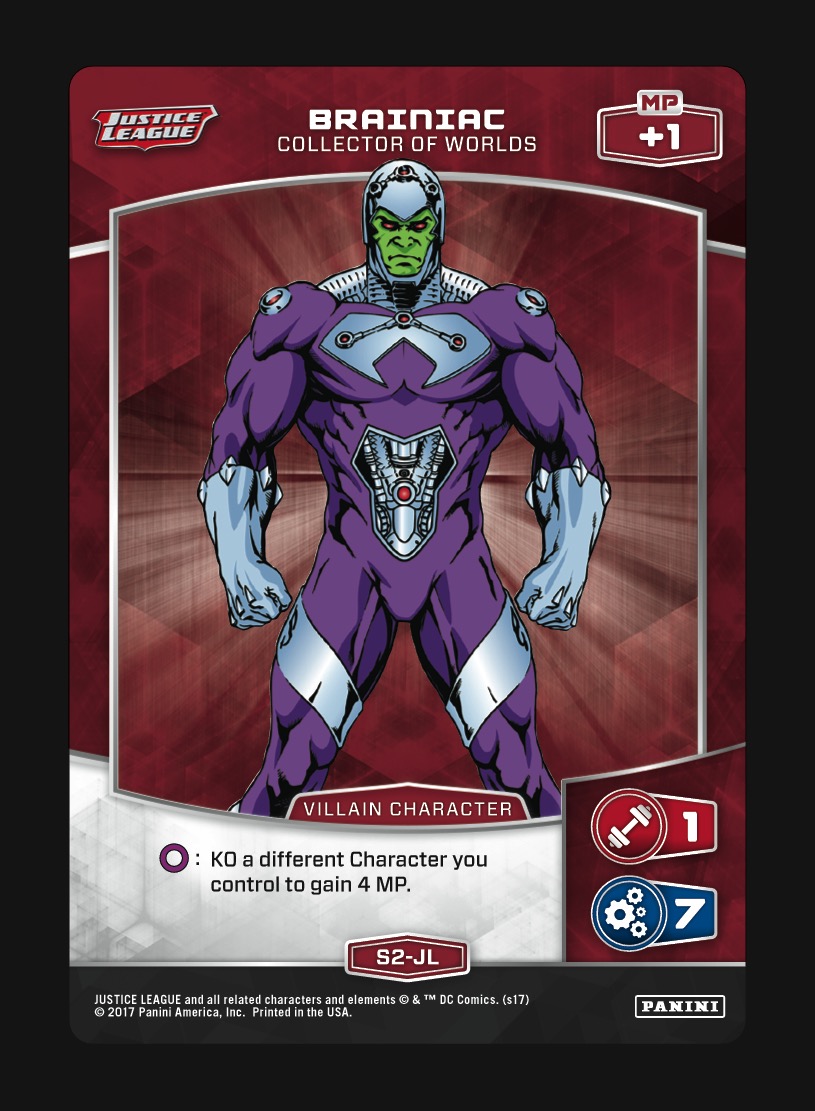 JUSTICE
LEAGUE
BRAINIAC
COLLECTOR OF WORLDS
MP
+1
VILLAIN CHARACTER
: KO a different Character you
control to gain 4 MP.
1
7
S2-JL
JUSTICE LEAGUE and all related characters and elements © & ™ DC Comics. (s17)
© 2017 Panini America, Inc. Printed in the USA.
PANINI